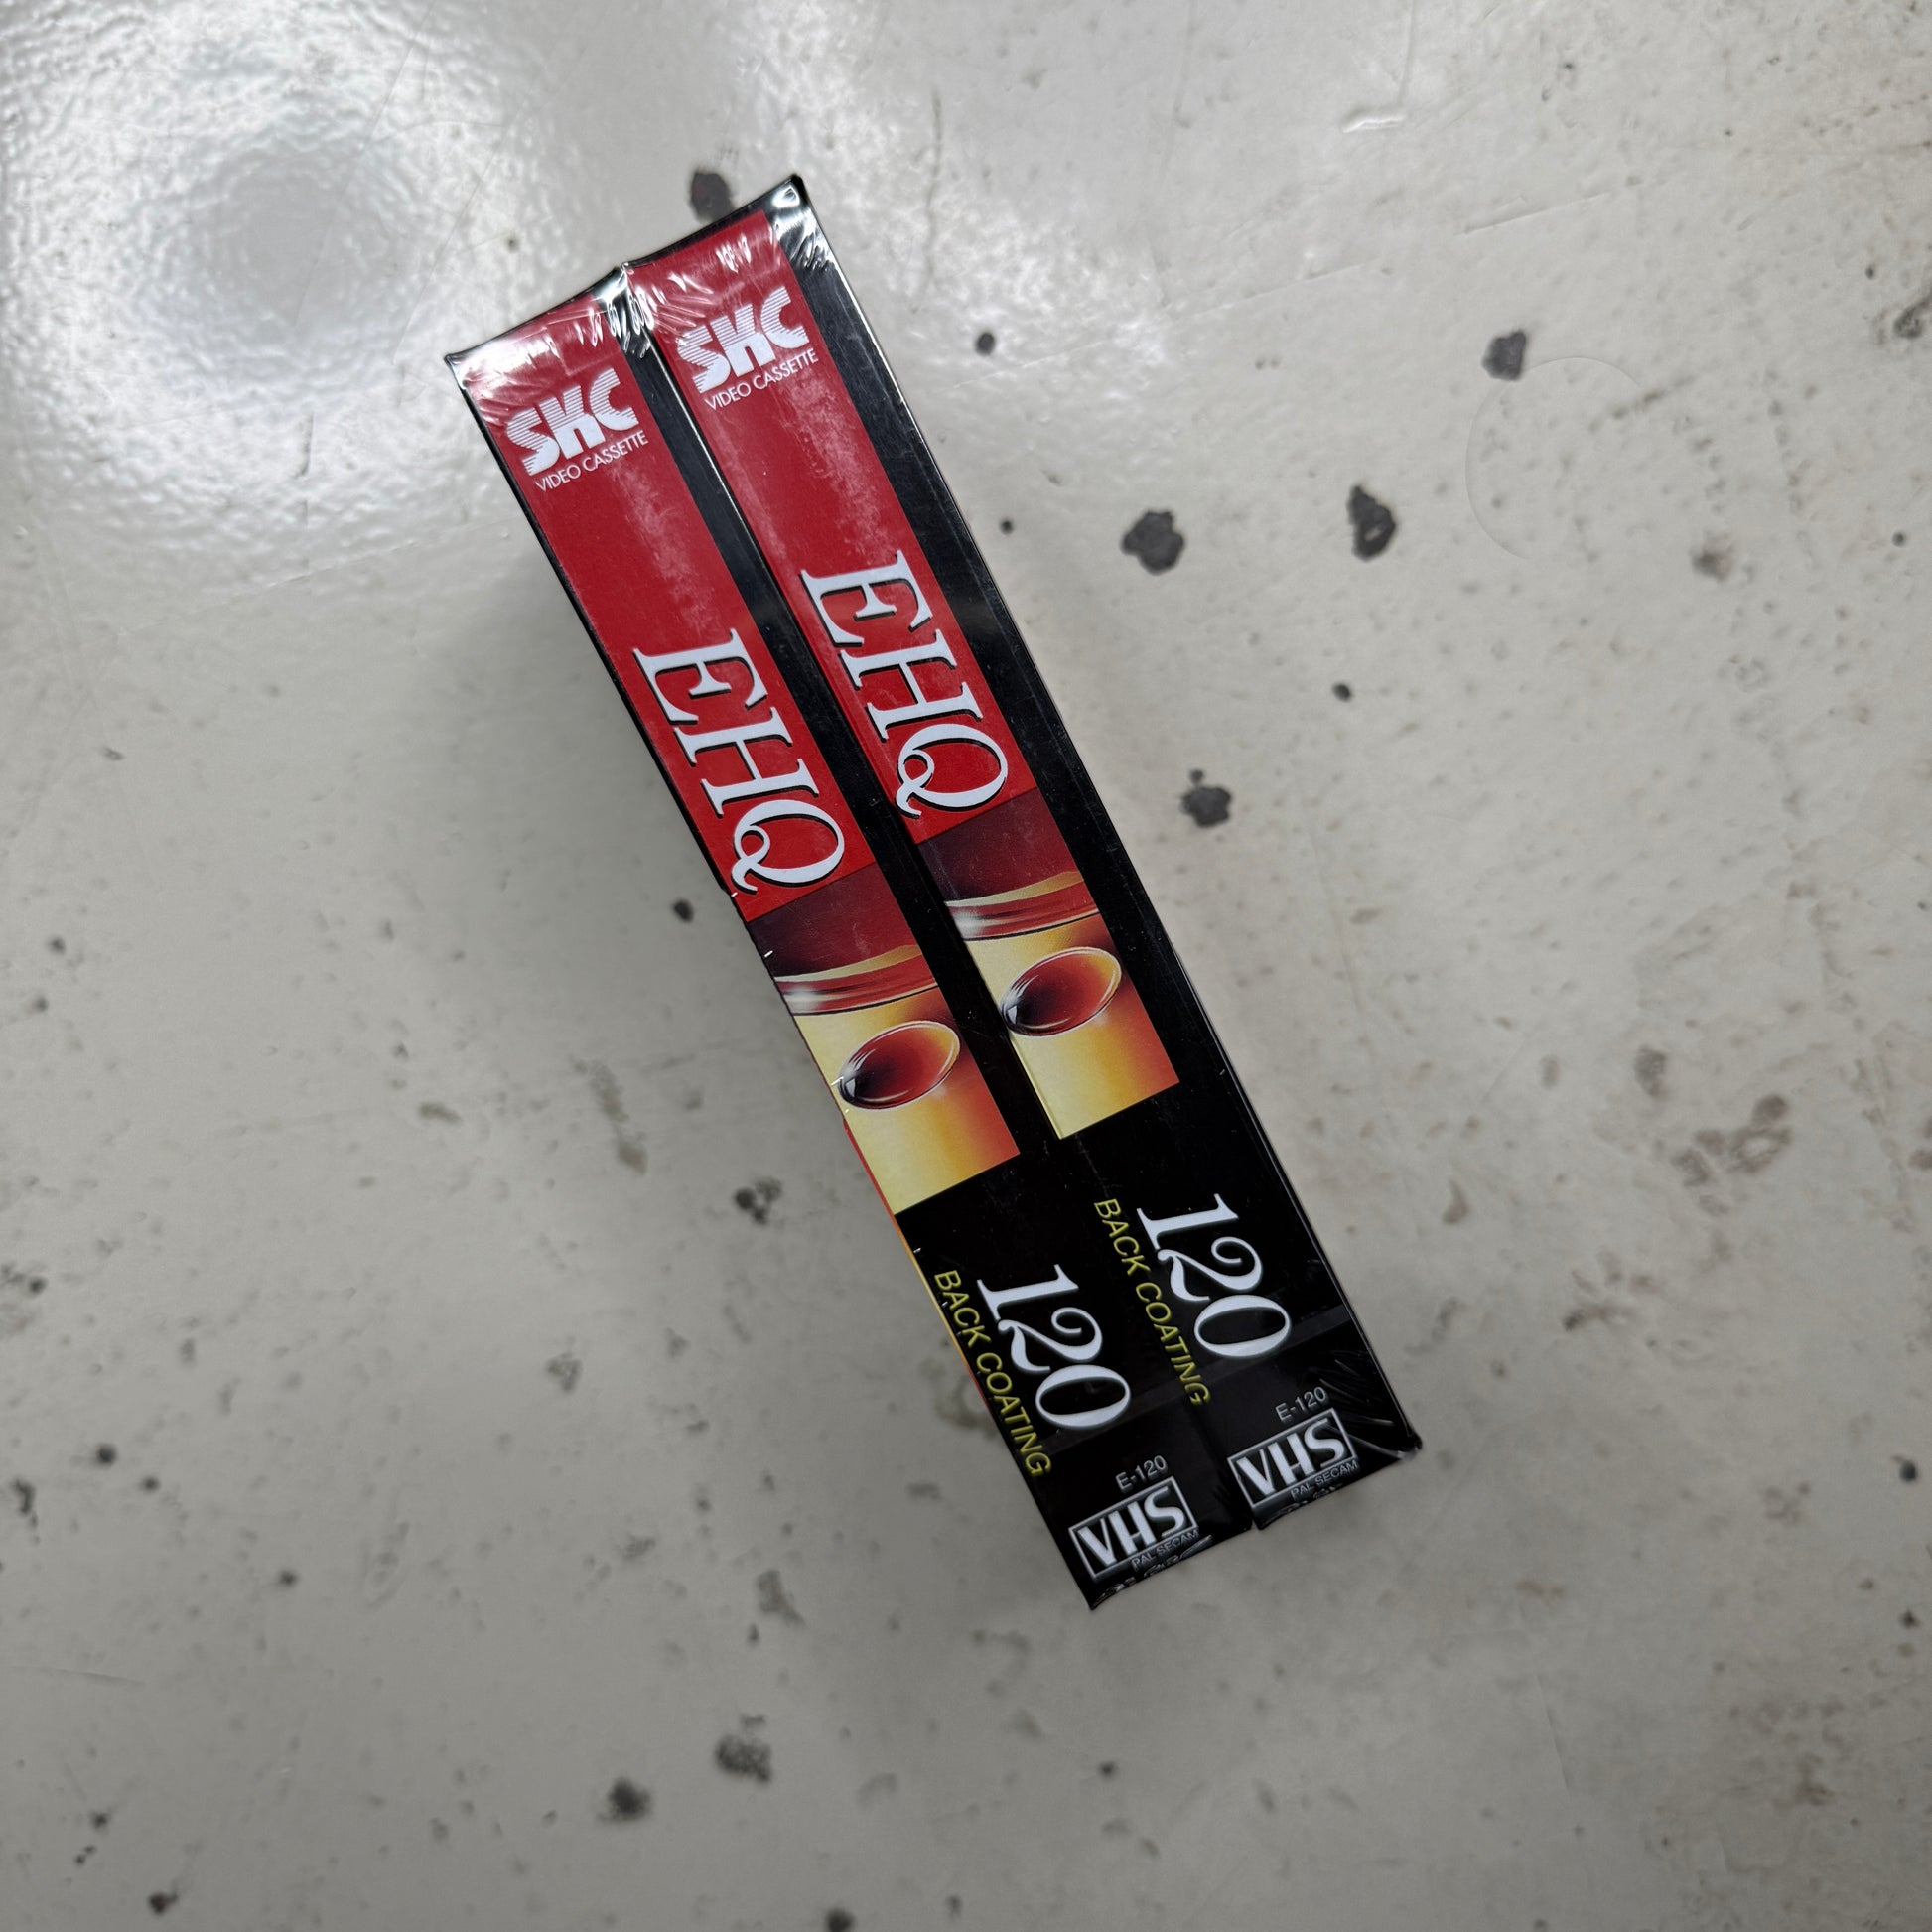 SKC
VIDEO CASSETTE
EHQ
120
BACK COATING
E-120
VHS
PAL SECAM
SKC
VIDEO CASSETTE
EHQ
120
BACK COATING
E-120
VHS
PAL SECAM